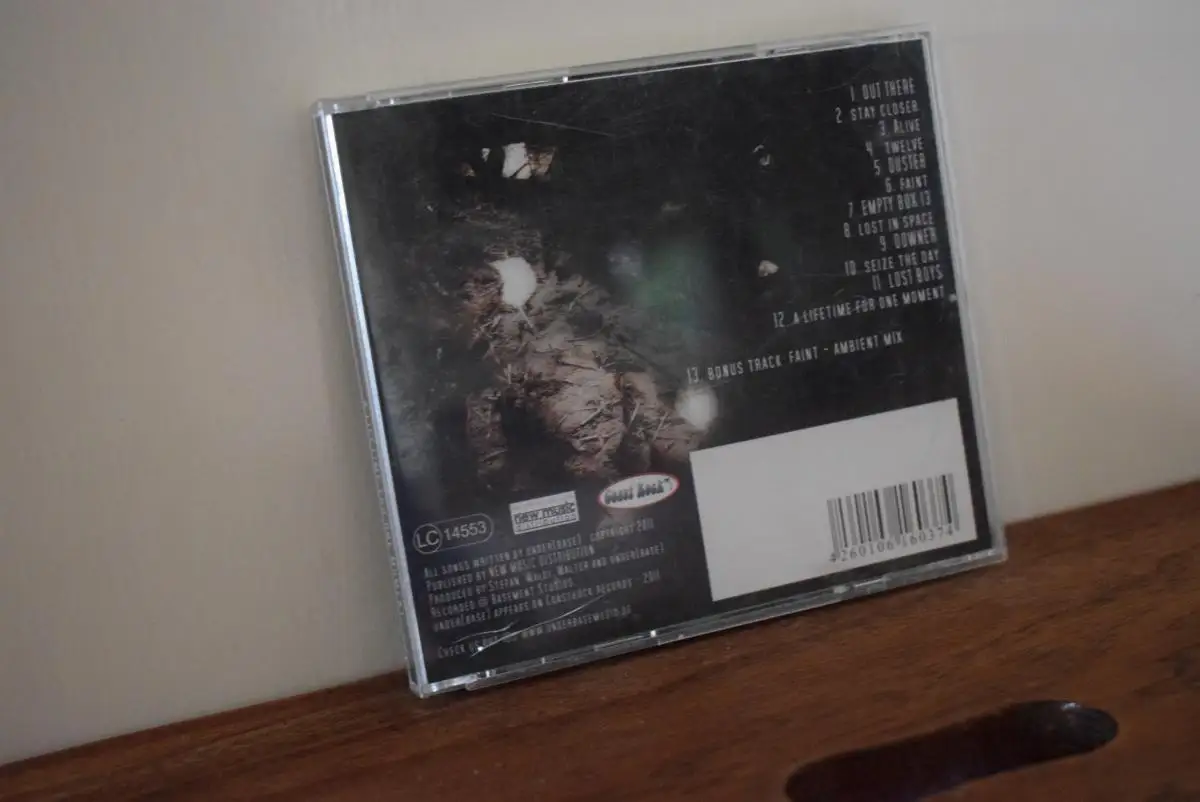 1 OUT THERE
2 STAY CLOSER
3. ALIVE
4. TWELVE
5. DUSTER
6. FAINT
7 EMPTY BOX 13
8 LOST IN SPACE
9 DOWNER
10 SEIZE THE DAY
11 LOST BOYS
12 A LIFETIME FOR ONE MOMENT
13. BONUS TRACK FAINT - AMBIENT MIX
LC 14553
new music
DISTRIBUTION
Coast Rock
ALL SONGS WRITTEN BY UNDER(BASE) COPYRIGHT 2011
PUBLISHED BY NEW MUSIC DISTRIBUTION
PRODUCED BY STEFAN WALTER AND UNDER(BASE)
RECORDED @ BASEMENT STUDIOS
UNDER(BASE) APPEARS ON COASTROCK RECORDS 2011
CHECK US OUT
4260106160374